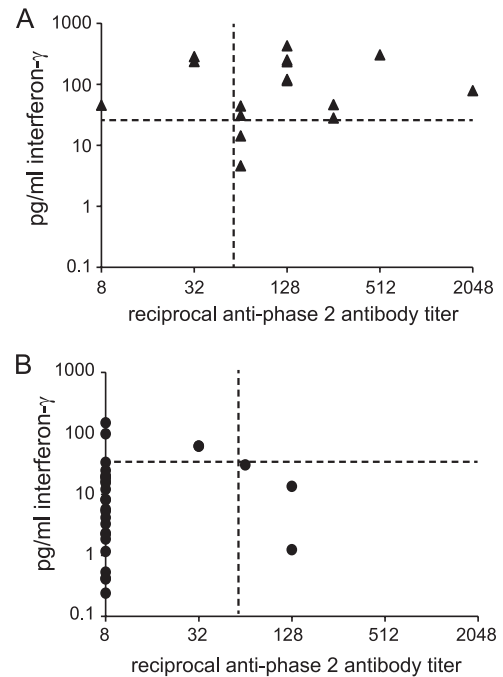 A
1000
100
10
1
0.1
pg/ml interferon-γ
8 32 128 512 2048
reciprocal anti-phase 2 antibody titer
B
1000
100
10
1
0.1
pg/ml interferon-γ
8 32 128 512 2048
reciprocal anti-phase 2 antibody titer